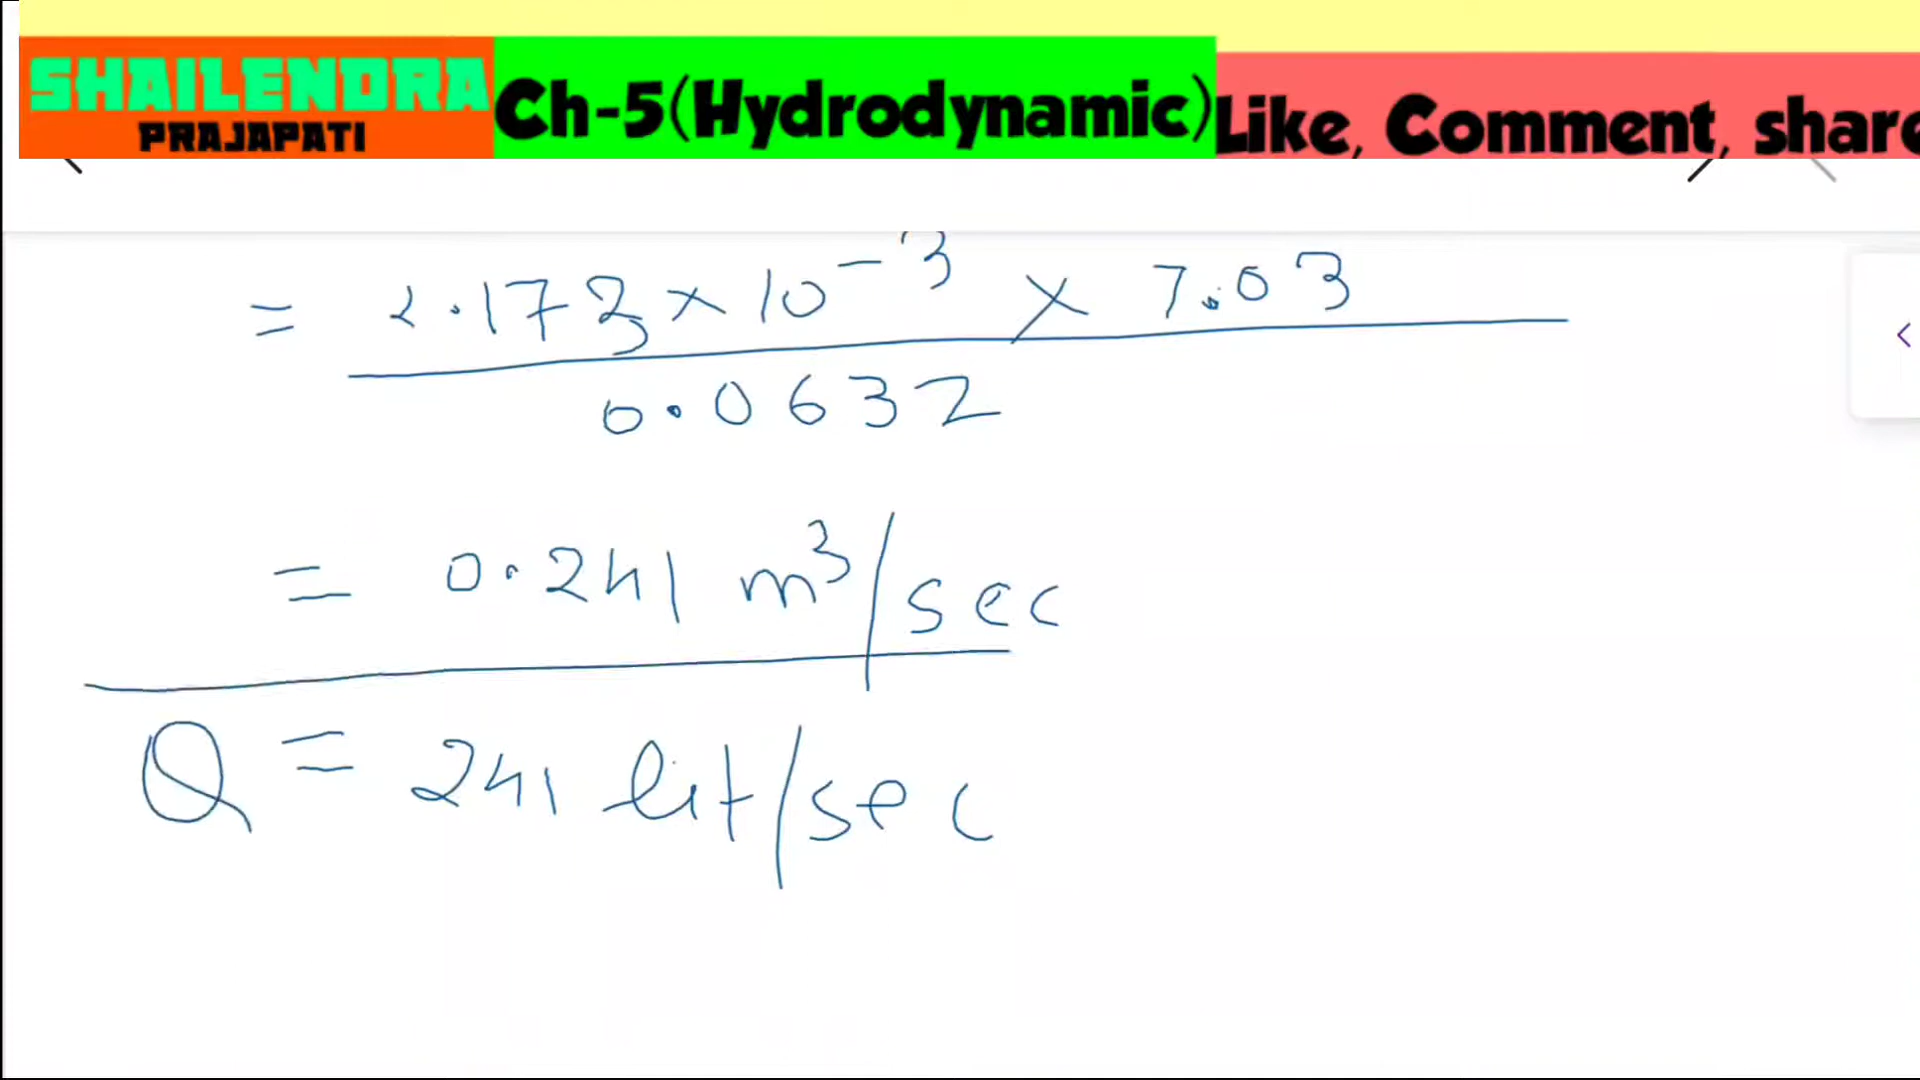 SHAILENDRA
PRAJAPATI
Ch-5(Hydrodynamic)
Like, Comment, share
= 2.173 × 10⁻³ × 7.03
0.0632
= 0.241 m³/sec
Q = 241 lit/sec